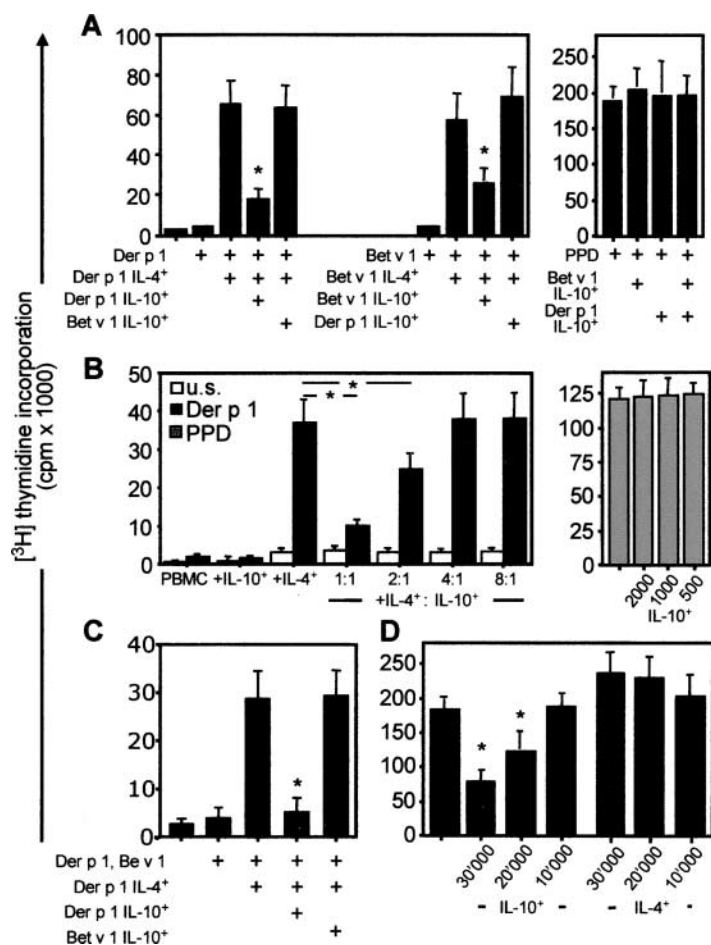 A
100
80
60
40
20
0
250
200
150
100
50
0
*
*
Der p 1 + + + +
Der p 1 IL-4⁺ + + +
Der p 1 IL-10⁺ +
Bet v 1 IL-10⁺ +
Bet v 1 + + + +
Bet v 1 IL-4⁺ + + +
Bet v 1 IL-10⁺ +
Der p 1 IL-10⁺ +
PPD + + + +
Bet v 1 + +
IL-10⁺
Der p 1 + +
IL-10⁺
[³H] thymidine incorporation
(cpm x 1000)
B
50
40
30
20
10
0
u.s.
Der p 1
PPD
*
*
PBMC +IL-10⁺ +IL-4⁺ 1:1 2:1 4:1 8:1
+IL-4⁺ : IL-10⁺
125
100
75
50
25
0
2000
1000
500
IL-10⁺
C
40
30
20
10
0
*
Der p 1, Be v 1 + + + +
Der p 1 IL-4⁺ + + +
Der p 1 IL-10⁺ +
Bet v 1 IL-10⁺ +
D
250
200
150
100
50
0
*
*
30'000
20'000
10'000
30'000
20'000
10'000
- IL-10⁺ -
- IL-4⁺ -